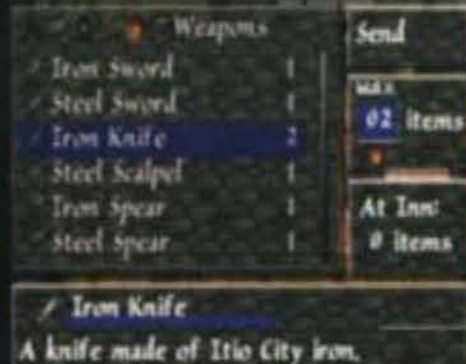 Weapons
Iron Sword 1
Steel Sword 1
Iron Knife 2
Steel Scalpel 1
Iron Spear 1
Steel Spear 1
Send
Max
02 items
At Inn:
0 items
Iron Knife
A knife made of Itio City iron.